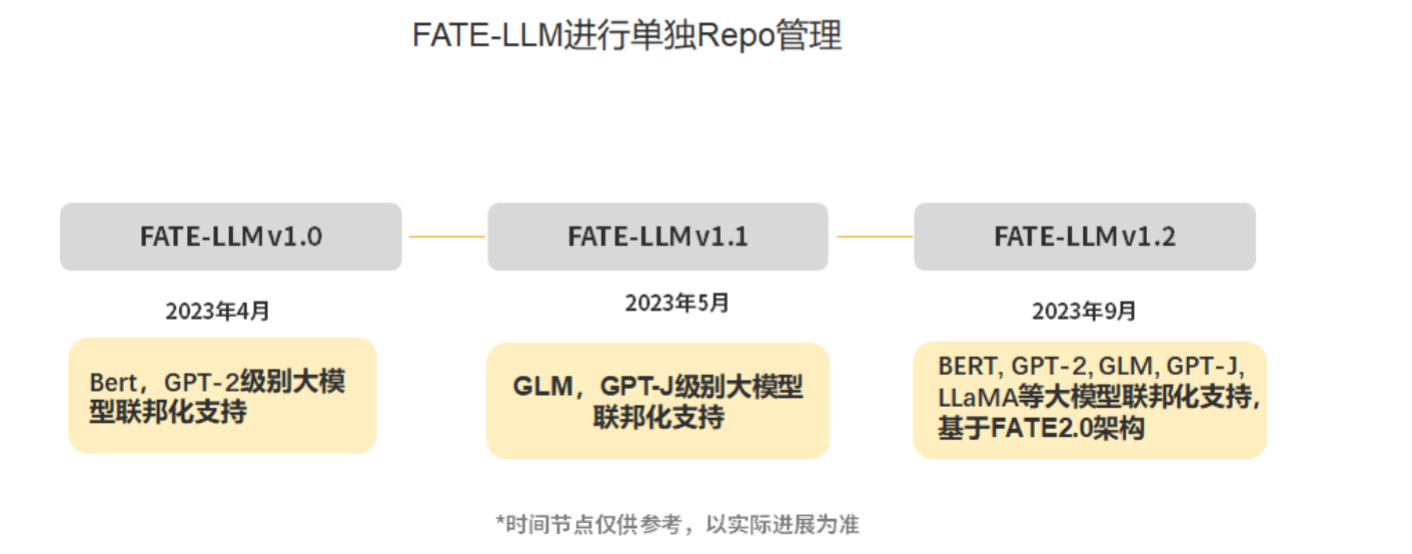 FATE-LLM进行单独Repo管理
FATE-LLM v1.0
FATE-LLM v1.1
FATE-LLM v1.2
2023年4月
2023年5月
2023年9月
Bert，GPT-2级别大模
型联邦化支持
GLM，GPT-J级别大模型
联邦化支持
BERT, GPT-2, GLM, GPT-J,
LLaMA等大模型联邦化支持,
基于FATE2.0架构
*时间节点仅供参考，以实际进展为准